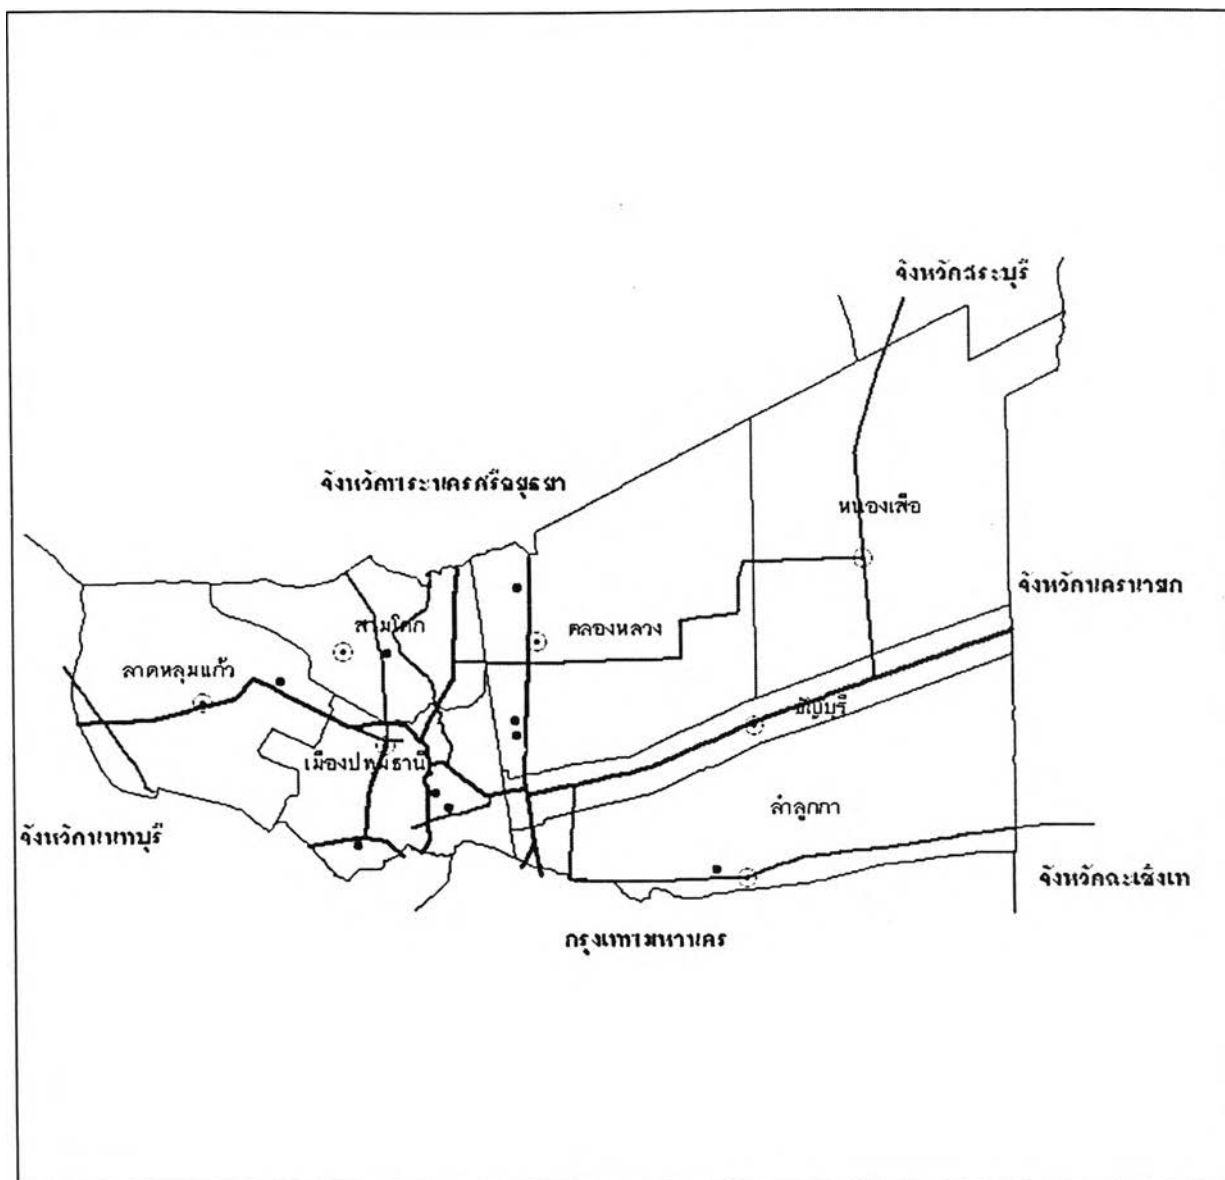 จังหวัดสระบุรี
จังหวัดพระนครศรีอยุธยา
หนองเสือ
จังหวัดนครนายก
สามโคก
คลองหลวง
ลาดหลุมแก้ว
ธัญบุรี
เมืองปทุมธานี
ลำลูกกา
จังหวัดนนทบุรี
จังหวัดฉะเชิงเท
กรุงเทพมหานคร